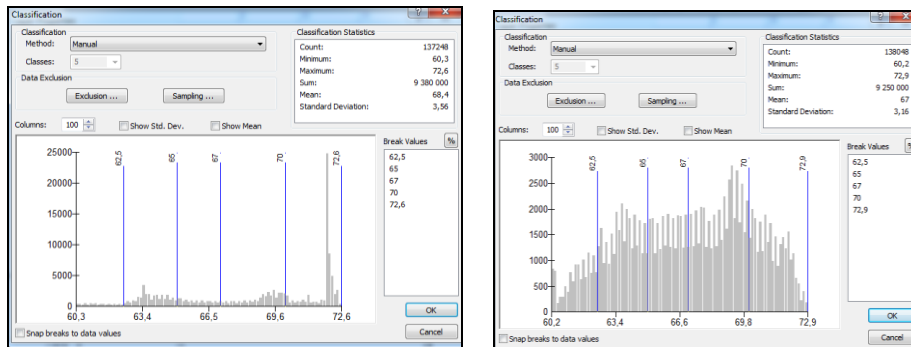 Classification
Classification
Method: Manual
Classes: 5
Data Exclusion
Exclusion ... Sampling ...
Classification Statistics
Count: 137248
Minimum: 60,3
Maximum: 72,6
Sum: 9 380 000
Mean: 68,4
Standard Deviation: 3,56
Columns: 100 Show Std. Dev. Show Mean
Break Values %
62,5
65
67
70
72,6
25000
20000
15000
10000
5000
0
62,5 65 67 70 72,6
60,3 63,4 66,5 69,6 72,6
Snap breaks to data values
OK
Cancel
Classification
Classification
Method: Manual
Classes: 5
Data Exclusion
Exclusion ... Sampling ...
Classification Statistics
Count: 138048
Minimum: 60,2
Maximum: 72,9
Sum: 9 250 000
Mean: 67
Standard Deviation: 3,16
Columns: 100 Show Std. Dev. Show Mean
Break Values %
62,5
65
67
70
72,9
3000
2500
2000
1500
1000
500
0
62,5 65 67 70 72,9
60,2 63,4 66,6 69,8 72,9
Snap breaks to data values
OK
Cancel